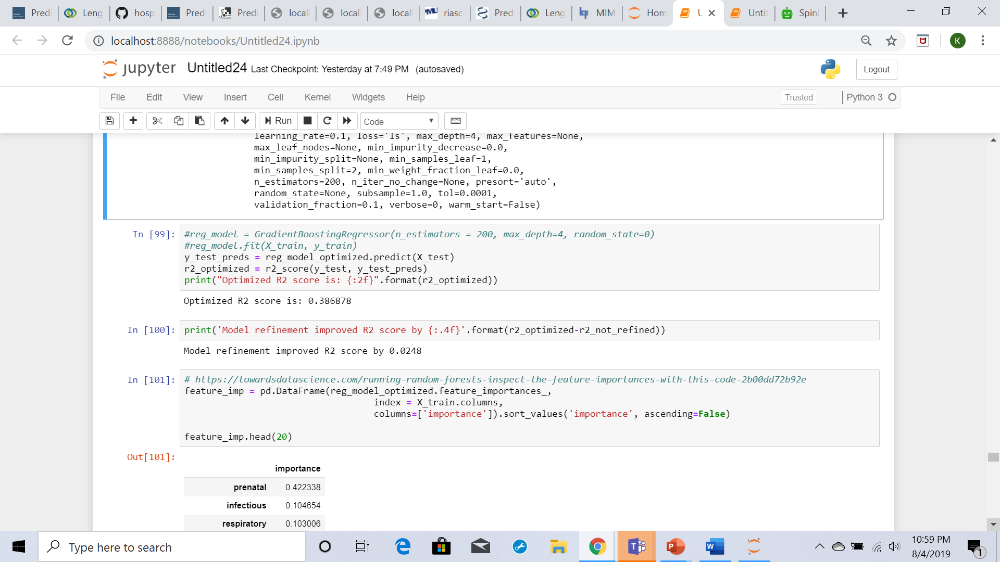 Predi
Leng
hosp
Predi
Predi
locall
locall
locall
riasc
Pred
Leng
MIM
Hom
U
Untit
Spinl
localhost:8888/notebooks/Untitled24.ipynb
K
jupyter Untitled24 Last Checkpoint: Yesterday at 7:49 PM (autosaved)
Logout
File Edit View Insert Cell Kernel Widgets Help
Trusted
Python 3
Run
Code
learning_rate=0.1, loss='ls', max_depth=4, max_features=None,
max_leaf_nodes=None, min_impurity_decrease=0.0,
min_impurity_split=None, min_samples_leaf=1,
min_samples_split=2, min_weight_fraction_leaf=0.0,
n_estimators=200, n_iter_no_change=None, presort='auto',
random_state=None, subsample=1.0, tol=0.0001,
validation_fraction=0.1, verbose=0, warm_start=False)
In [99]:
#reg_model = GradientBoostingRegressor(n_estimators = 200, max_depth=4, random_state=0)
#reg_model.fit(X_train, y_train)
y_test_preds = reg_model_optimized.predict(X_test)
r2_optimized = r2_score(y_test, y_test_preds)
print("Optimized R2 score is: {:2f}".format(r2_optimized))
Optimized R2 score is: 0.386878
In [100]:
print('Model refinement improved R2 score by {:.4f}'.format(r2_optimized-r2_not_refined))
Model refinement improved R2 score by 0.0248
In [101]:
# https://towardsdatascience.com/running-random-forests-inspect-the-feature-importances-with-this-code-2b00dd72b92e
feature_imp = pd.DataFrame(reg_model_optimized.feature_importances_,
index = X_train.columns,
columns=['importance']).sort_values('importance', ascending=False)
feature_imp.head(20)
Out[101]:
importance
prenatal 0.422338
infectious 0.104654
respiratory 0.103006
Type here to search
10:59 PM
8/4/2019
1